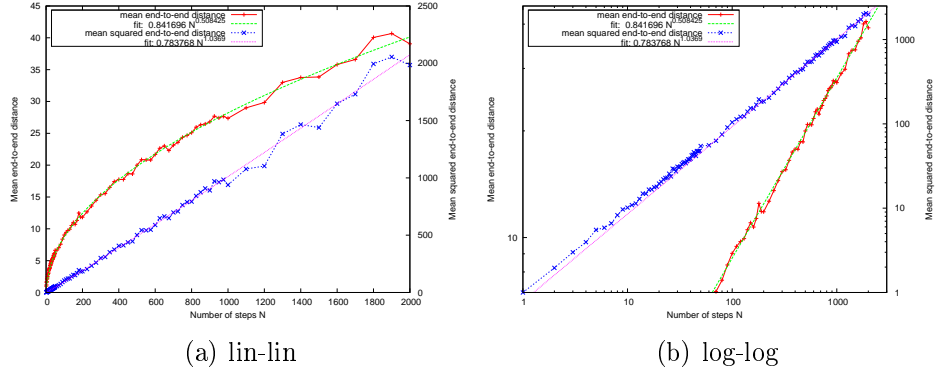 mean end-to-end distance
fit: 0.841696 N^0.508425
mean squared end-to-end distance
fit: 0.783768 N^1.0369
Mean end-to-end distance
45
40
35
30
25
20
15
10
5
0
0 200 400 600 800 1000 1200 1400 1600 1800 2000
Number of steps N
2500
2000
1500
1000
500
0
Mean squared end-to-end distance
(a) lin-lin
mean end-to-end distance
fit: 0.841696 N^0.508425
mean squared end-to-end distance
fit: 0.783768 N^1.0369
Mean end-to-end distance
10
1 10 100 1000
Number of steps N
1000
100
10
1
Mean squared end-to-end distance
(b) log-log